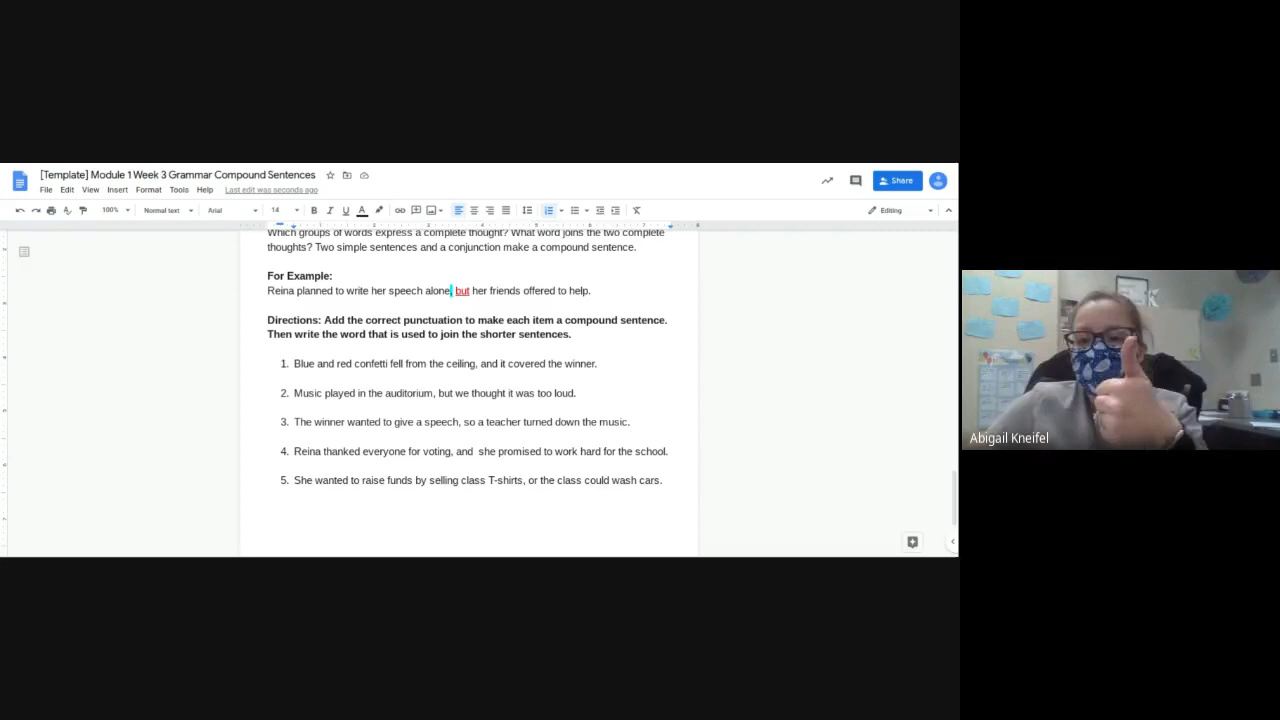 [Template] Module 1 Week 3 Grammar Compound Sentences
File Edit View Insert Format Tools Help Last edit was seconds ago
Share
100% Normal text Arial 14 B I U A Editing
Which groups of words express a complete thought? What word joins the two complete
thoughts? Two simple sentences and a conjunction make a compound sentence.
For Example:
Reina planned to write her speech alone, but her friends offered to help.
Directions: Add the correct punctuation to make each item a compound sentence.
Then write the word that is used to join the shorter sentences.
1. Blue and red confetti fell from the ceiling, and it covered the winner.
2. Music played in the auditorium, but we thought it was too loud.
3. The winner wanted to give a speech, so a teacher turned down the music.
4. Reina thanked everyone for voting, and  she promised to work hard for the school.
5. She wanted to raise funds by selling class T-shirts, or the class could wash cars.
Abigail Kneifel